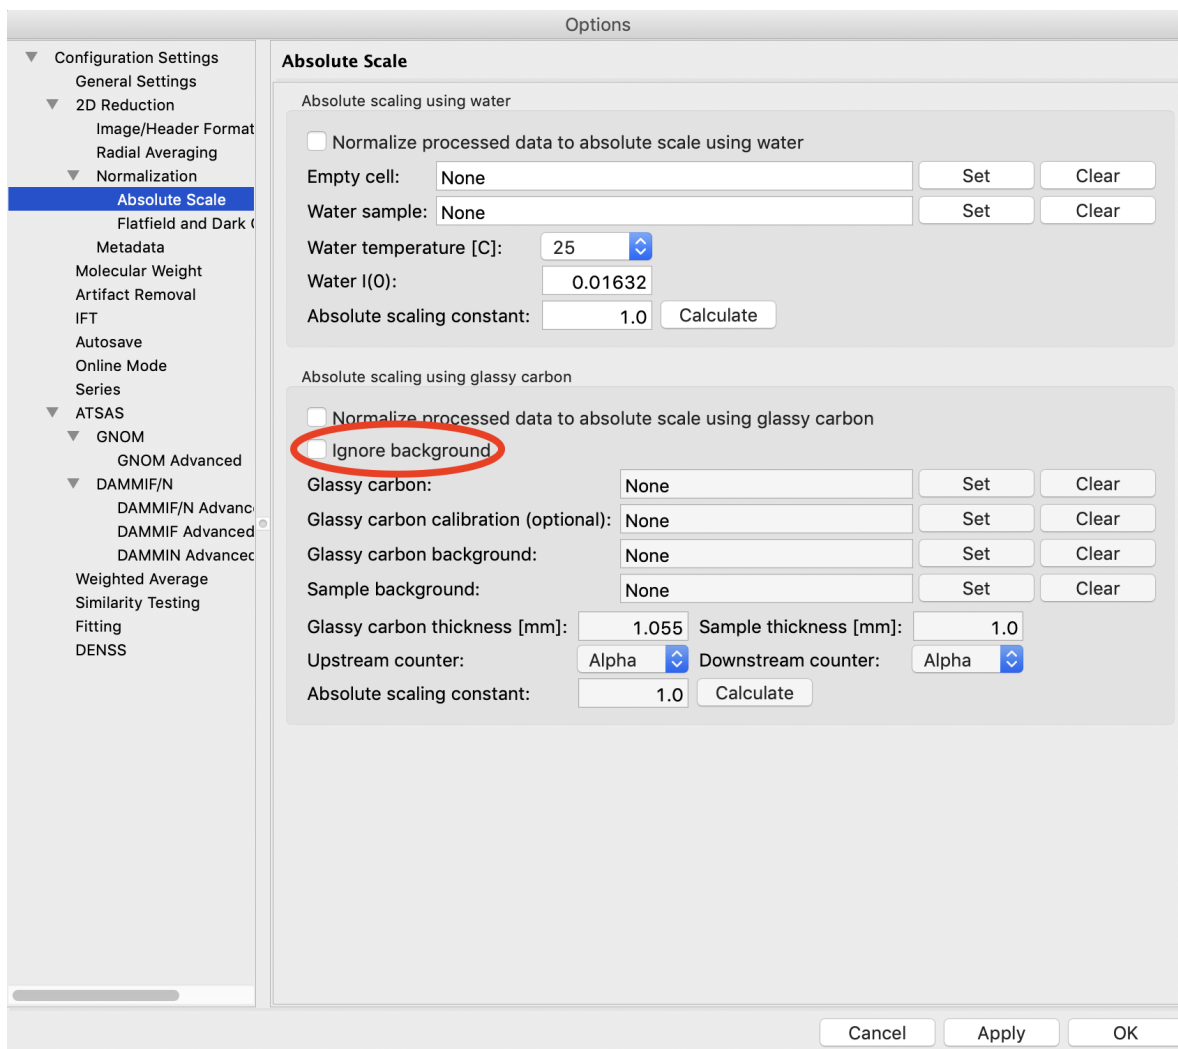 Options
Configuration Settings
General Settings
2D Reduction
Image/Header Format
Radial Averaging
Normalization
Absolute Scale
Flatfield and Dark
Metadata
Molecular Weight
Artifact Removal
IFT
Autosave
Online Mode
Series
ATSAS
GNOM
GNOM Advanced
DAMMIF/N
DAMMIF/N Advanc
DAMMIF Advanced
DAMMIN Advanced
Weighted Average
Similarity Testing
Fitting
DENSS
Absolute Scale
Absolute scaling using water
Normalize processed data to absolute scale using water
Empty cell: None Set Clear
Water sample: None Set Clear
Water temperature [C]: 25
Water I(0): 0.01632
Absolute scaling constant: 1.0 Calculate
Absolute scaling using glassy carbon
Normalize processed data to absolute scale using glassy carbon
Ignore background
Glassy carbon: None Set Clear
Glassy carbon calibration (optional): None Set Clear
Glassy carbon background: None Set Clear
Sample background: None Set Clear
Glassy carbon thickness [mm]: 1.055 Sample thickness [mm]: 1.0
Upstream counter: Alpha Downstream counter: Alpha
Absolute scaling constant: 1.0 Calculate
Cancel Apply OK